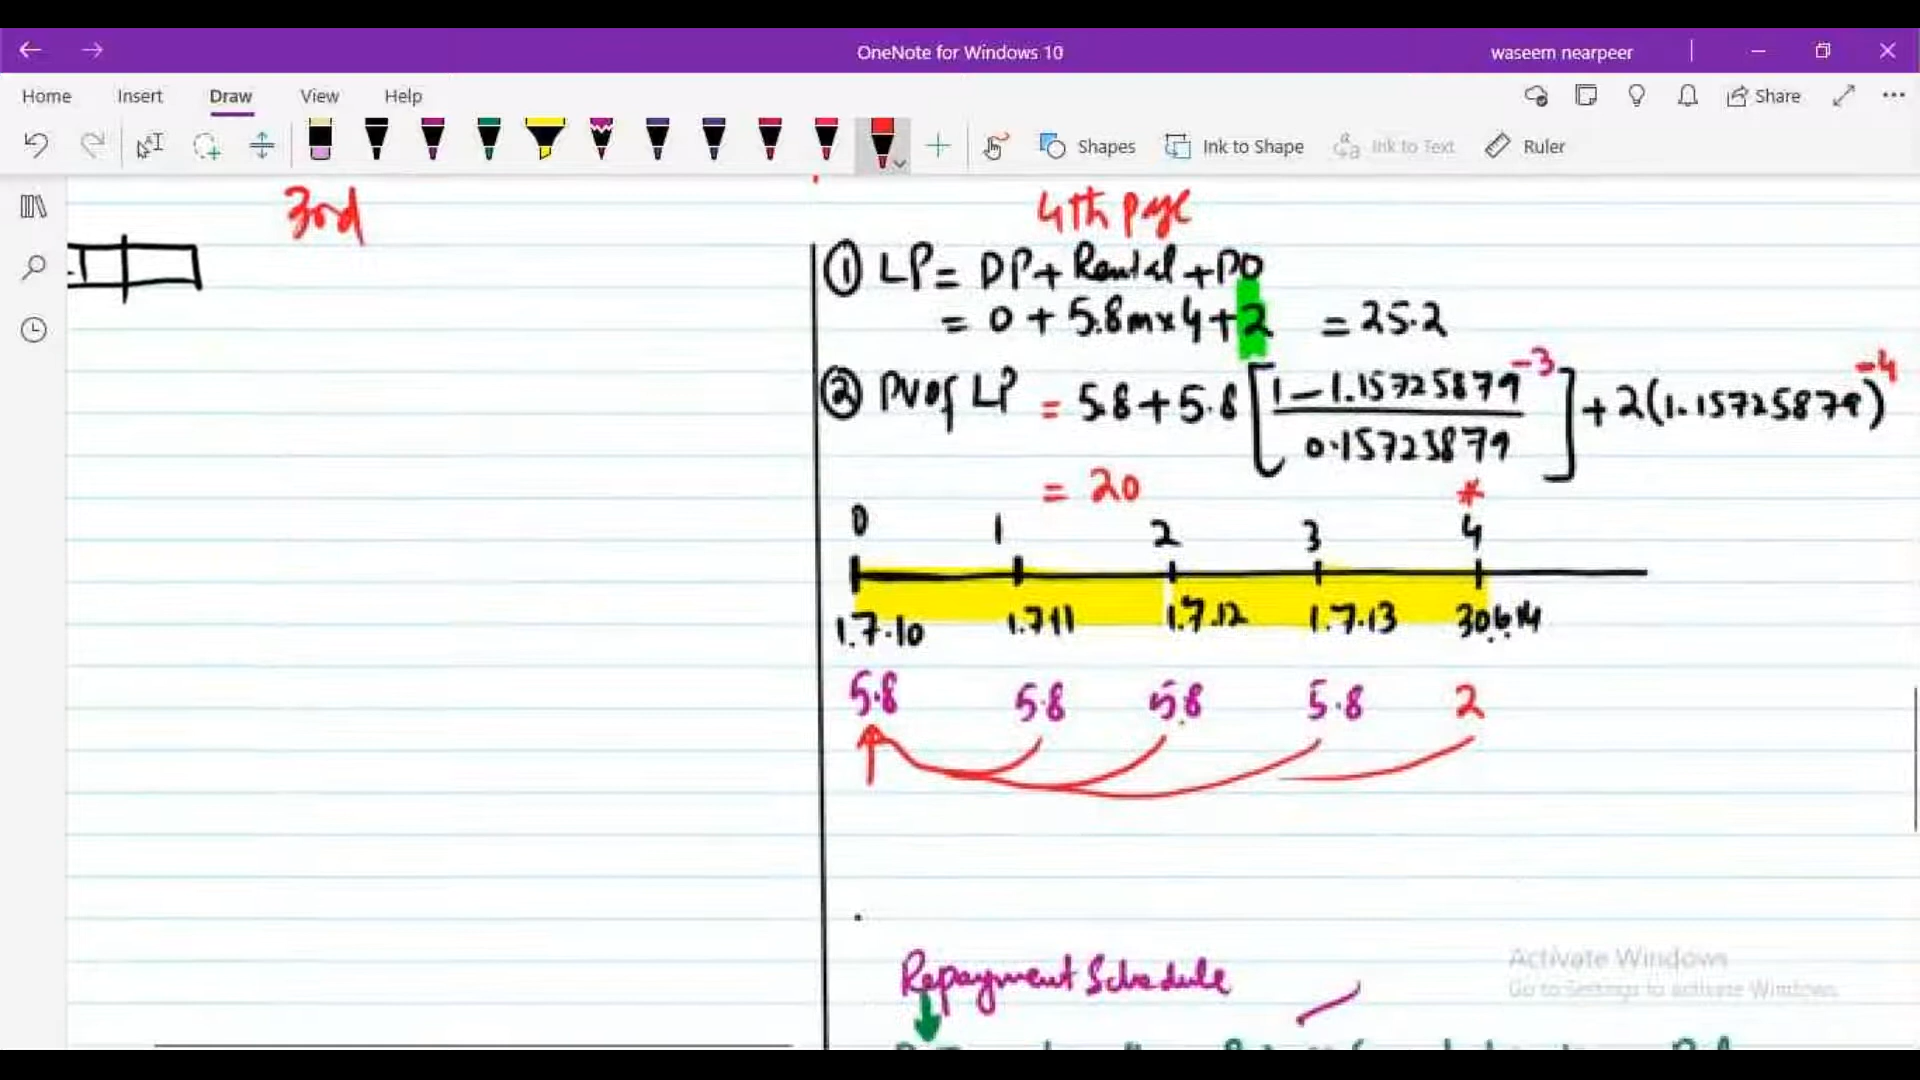 OneNote for Windows 10
waseem nearpeer
Home Insert Draw View Help
Share
Shapes Ink to Shape Ink to Text Ruler
3rd
4th page
① LP = DP + Rental + PO
= 0 + 5.8m x 4 + 2 = 25.2
② PV of LP = 5.8 + 5.8 [ 1 - 1.15725879^-3 / 0.15725879 ] + 2(1.15725879)^-4
= 20
*
0 1 2 3 4
1.7.10 1.7.11 1.7.12 1.7.13 30.6.14
5.8 5.8 5.8 5.8 2
Repayment Schedule
Activate Windows
Go to Settings to activate Windows.